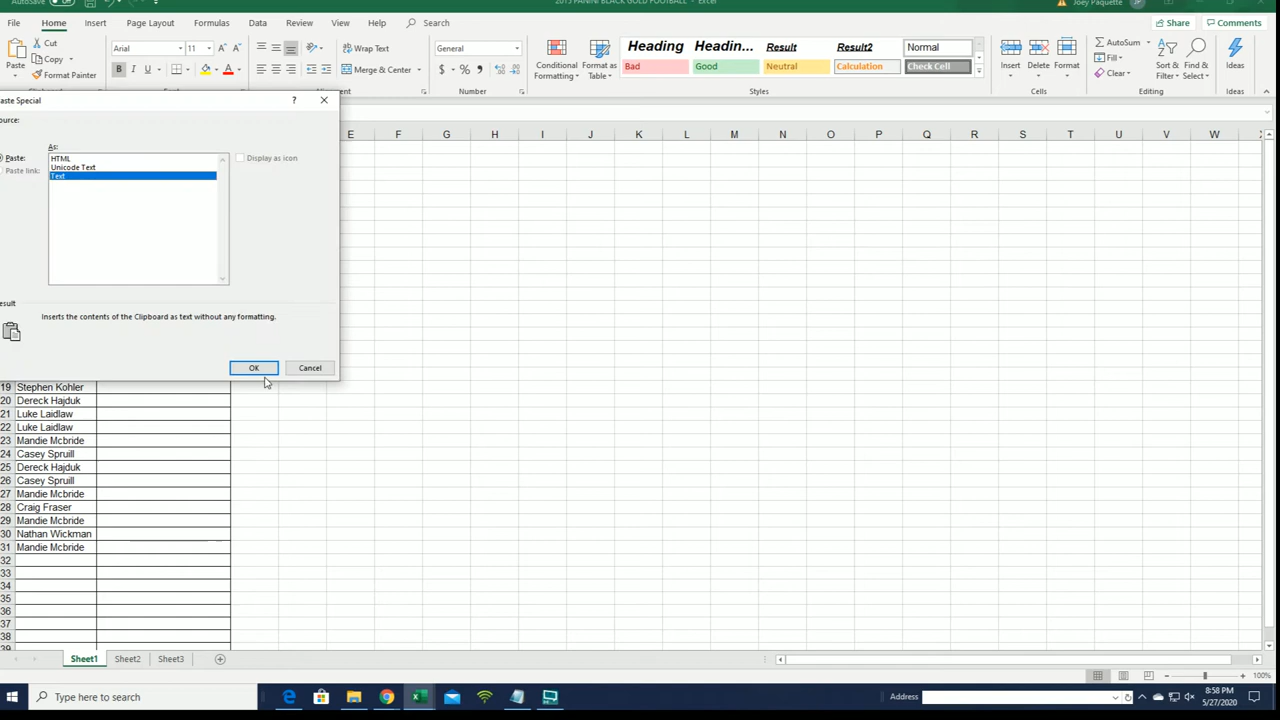 AutoSave
2015 PANINI BLACK GOLD FOOTBALL - Excel
Joey Paquette
JP
File Home Insert Page Layout Formulas Data Review View Help Search
Share Comments
Paste
Cut
Copy
Format Painter
Arial 11
Wrap Text
Merge & Center
General
Conditional Formatting
Format as Table
Heading Headin... Result Result2 Normal
Bad Good Neutral Calculation Check Cell
Insert Delete Format
AutoSum
Fill
Clear
Sort & Filter
Find & Select
Ideas
Number Styles Cells Editing Ideas
aste Special
? ×
ource:
As:
Paste:
Paste link:
HTML
Unicode Text
Text
Display as icon
esult
Inserts the contents of the Clipboard as text without any formatting.
OK Cancel
E F G H I J K L M N O P Q R S T U V W
19 Stephen Kohler
20 Dereck Hajduk
21 Luke Laidlaw
22 Luke Laidlaw
23 Mandie Mcbride
24 Casey Spruill
25 Dereck Hajduk
26 Casey Spruill
27 Mandie Mcbride
28 Craig Fraser
29 Mandie Mcbride
30 Nathan Wickman
31 Mandie Mcbride
32
33
34
35
36
37
38
39
Sheet1 Sheet2 Sheet3
100%
Type here to search
Address
8:58 PM
5/27/2020